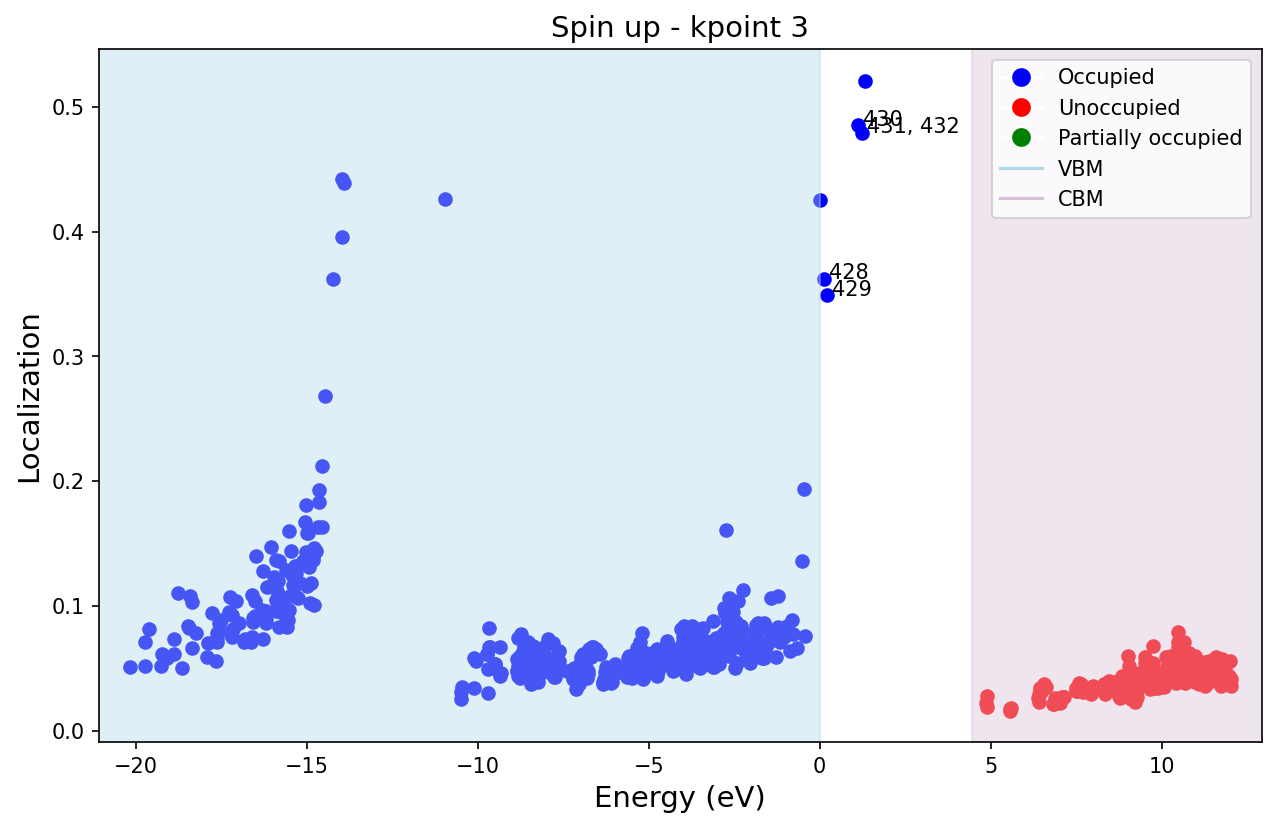 Spin up - kpoint 3
Localization
0.5
0.4
0.3
0.2
0.1
0.0
430
431, 432
428
429
Occupied
Unoccupied
Partially occupied
VBM
CBM
−20
−15
−10
−5
0
5
10
Energy (eV)